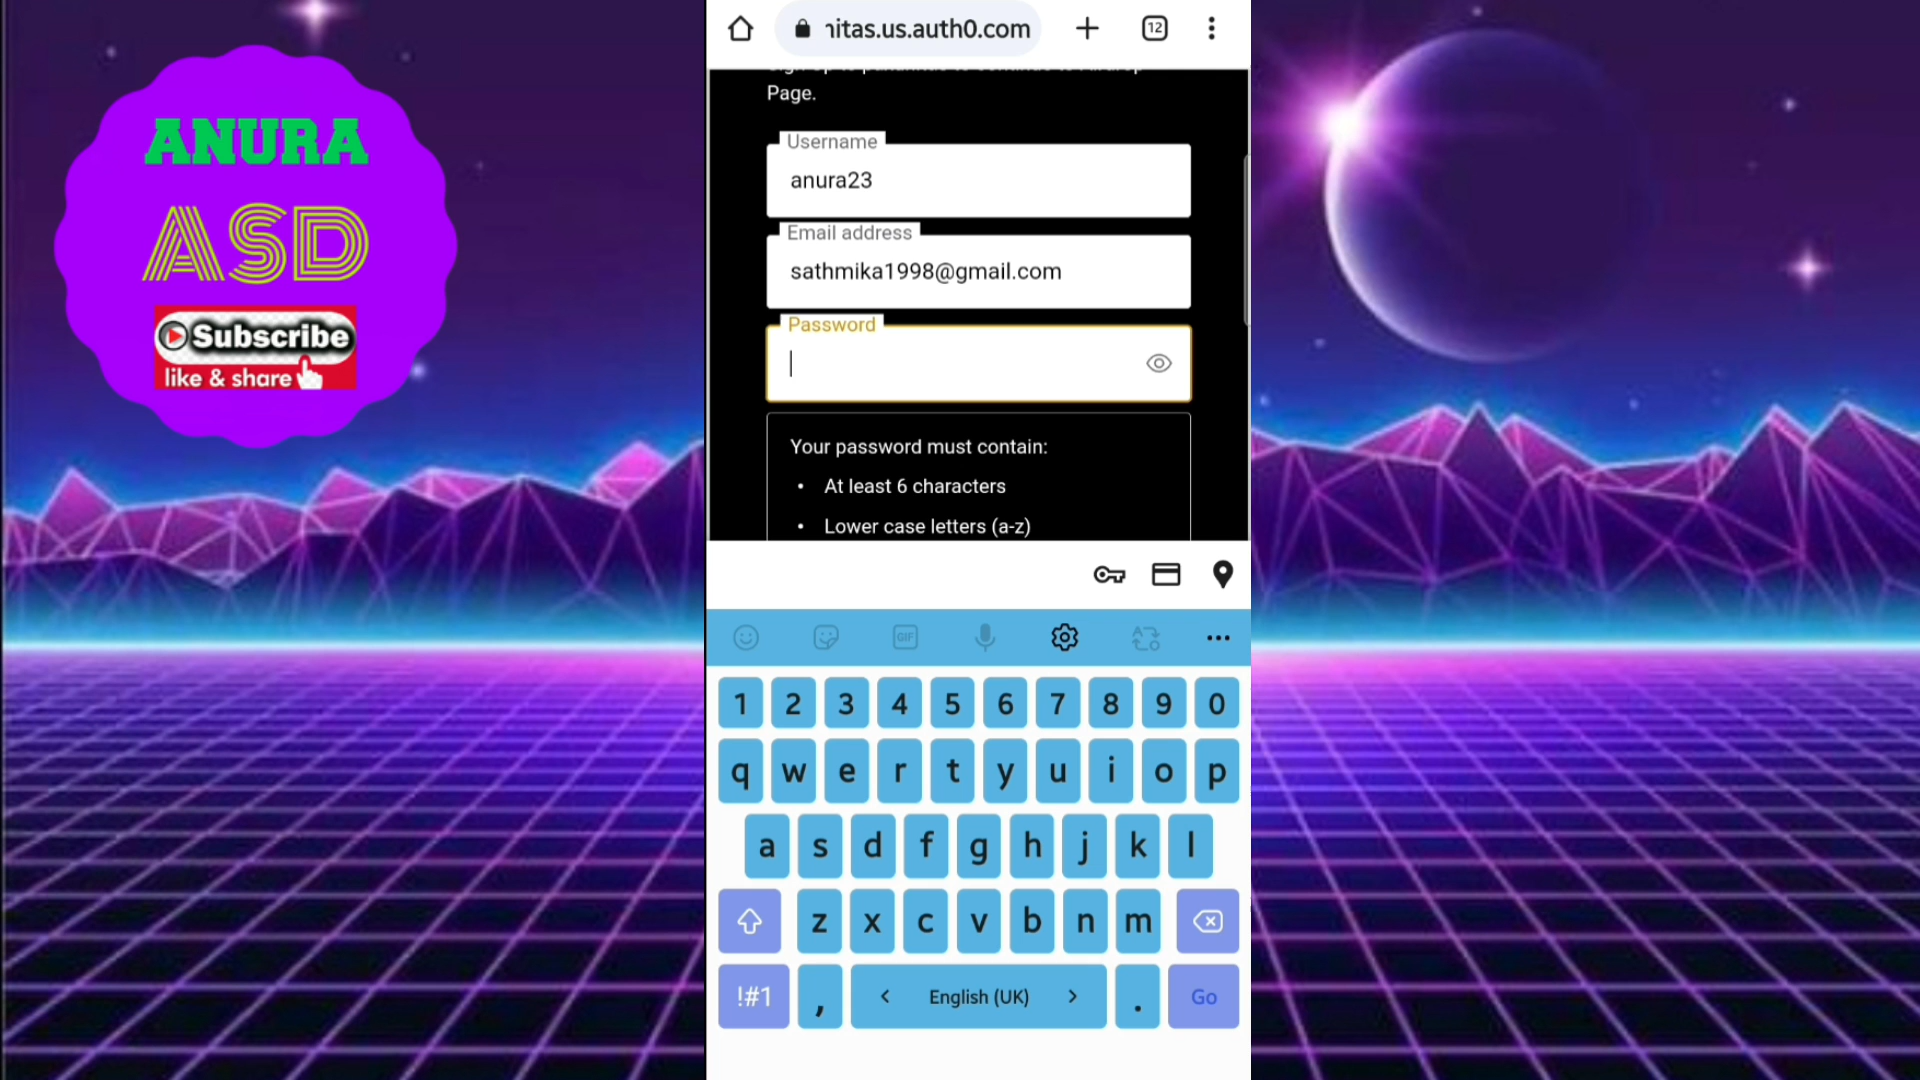 ANURA
ASD
Subscribe
like & share
nitas.us.auth0.com
12
Page.
Username
anura23
Email address
sathmika1998@gmail.com
Password
Your password must contain:
• At least 6 characters
• Lower case letters (a-z)
GIF
1 2 3 4 5 6 7 8 9 0
q w e r t y u i o p
a s d f g h j k l
z x c v b n m
!#1 , < English (UK) > . Go